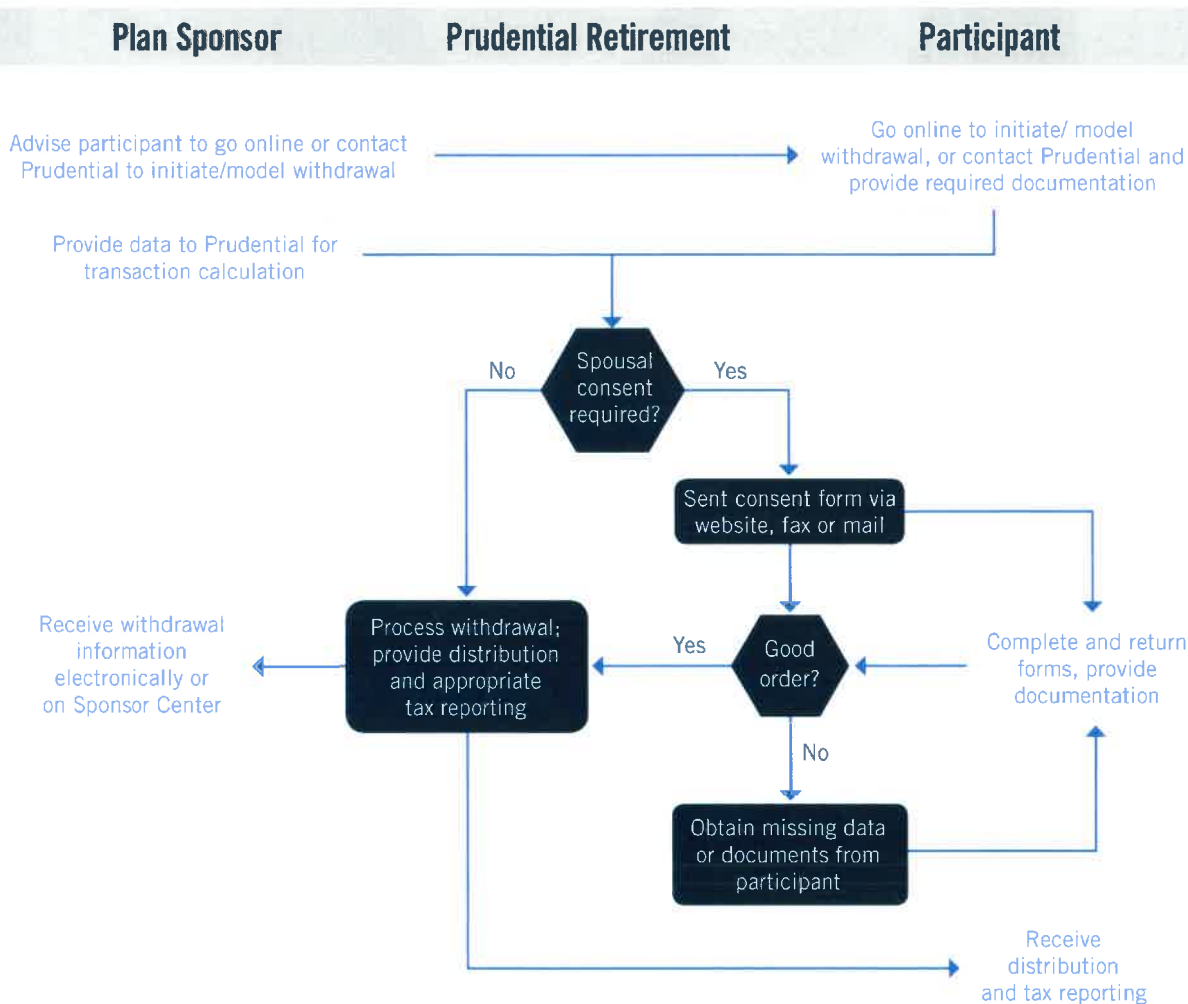 Plan Sponsor
Prudential Retirement
Participant
Advise participant to go online or contact
Prudential to initiate/model withdrawal
Go online to initiate/ model
withdrawal, or contact Prudential and
provide required documentation
Provide data to Prudential for
transaction calculation
Spousal
consent
required?
No
Yes
Sent consent form via
website, fax or mail
Receive withdrawal
information
electronically or
on Sponsor Center
Process withdrawal;
provide distribution
and appropriate
tax reporting
Yes
Good
order?
Complete and return
forms, provide
documentation
No
Obtain missing data
or documents from
participant
Receive
distribution
and tax reporting